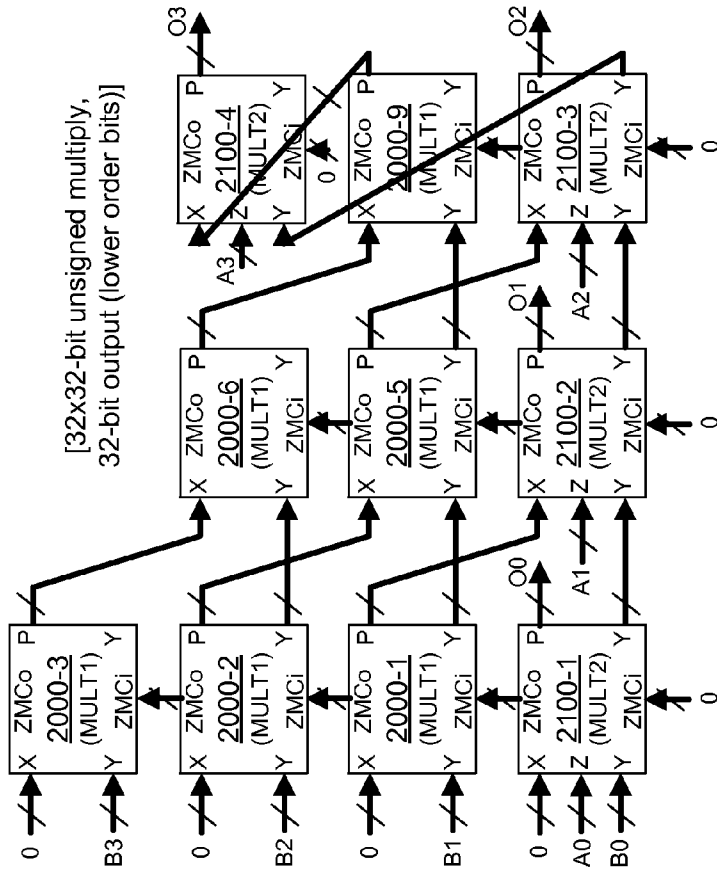 [32x32-bit unsigned multiply,
32-bit output (lower order bits)]
0
B3
X ZMCo P
2000-3
(MULT1)
Y ZMCi Y
0
B2
X ZMCo P
2000-2
(MULT1)
Y ZMCi Y
0
B1
X ZMCo P
2000-1
(MULT1)
Y ZMCi Y
0
A0
B0
X ZMCo P
Z 2100-1
(MULT2)
Y ZMCi Y
0
O0
X ZMCo P
2000-6
(MULT1)
Y ZMCi Y
X ZMCo P
2000-5
(MULT1)
Y ZMCi Y
A1
X ZMCo P
Z 2100-2
(MULT2)
Y ZMCi Y
0
O1
A3
X ZMCo P
Z 2100-4
(MULT2)
Y ZMCi Y
0
O3
X ZMCo P
2000-9
(MULT1)
Y ZMCi Y
A2
X ZMCo P
Z 2100-3
(MULT2)
Y ZMCi Y
0
O2